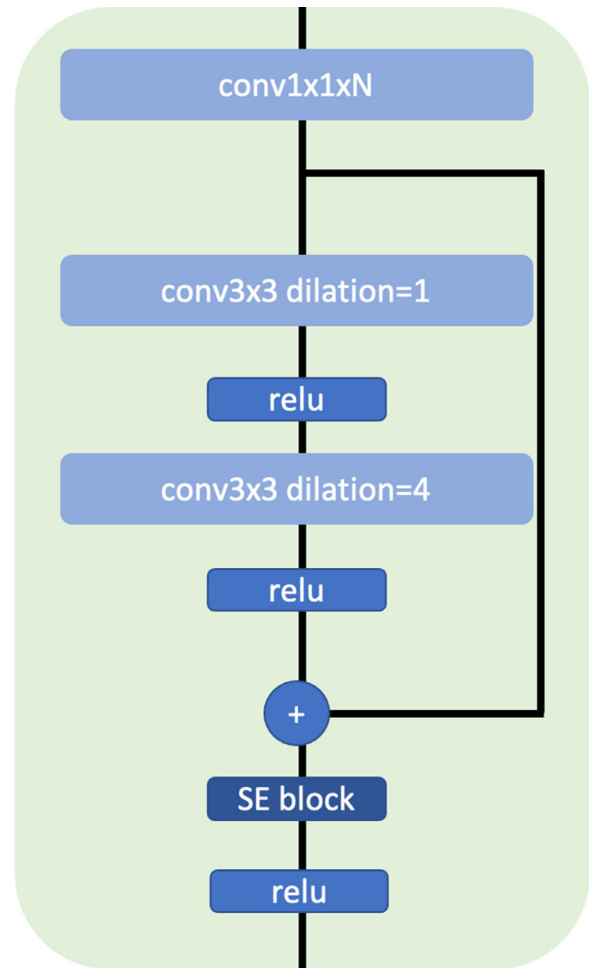 conv1x1xN
conv3x3 dilation=1
relu
conv3x3 dilation=4
relu
+
SE block
relu